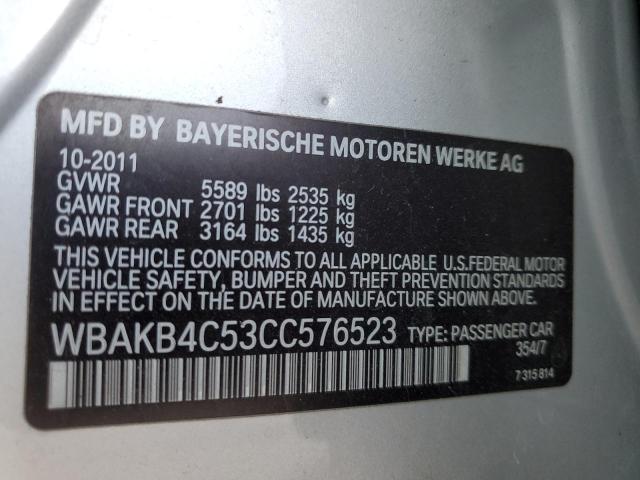 MFD BY BAYERISCHE MOTOREN WERKE AG
10-2011
GVWR 5589 lbs 2535 kg
GAWR FRONT 2701 lbs 1225 kg
GAWR REAR 3164 lbs 1435 kg
THIS VEHICLE CONFORMS TO ALL APPLICABLE U.S.FEDERAL MOTOR
VEHICLE SAFETY, BUMPER AND THEFT PREVENTION STANDARDS
IN EFFECT ON THE DATE OF MANUFACTURE SHOWN ABOVE.
WBAKB4C53CC576523 TYPE: PASSENGER CAR
354/7
7 315 814